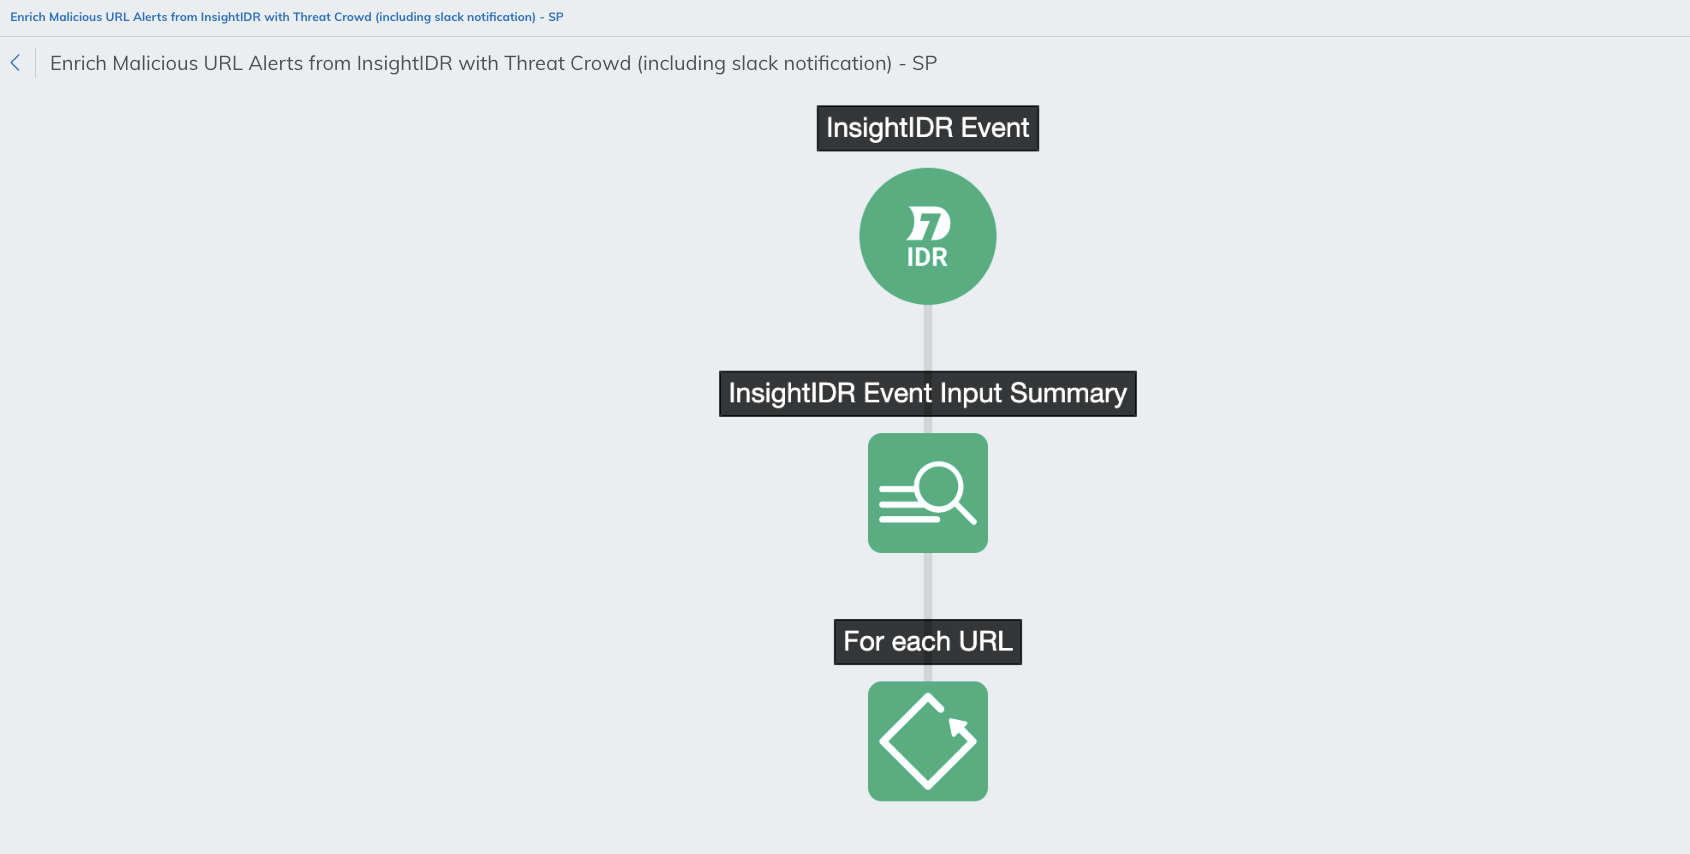 Enrich Malicious URL Alerts from InsightIDR with Threat Crowd (including slack notification) - SP
Enrich Malicious URL Alerts from InsightIDR with Threat Crowd (including slack notification) - SP
InsightIDR Event
IDR
InsightIDR Event Input Summary
For each URL